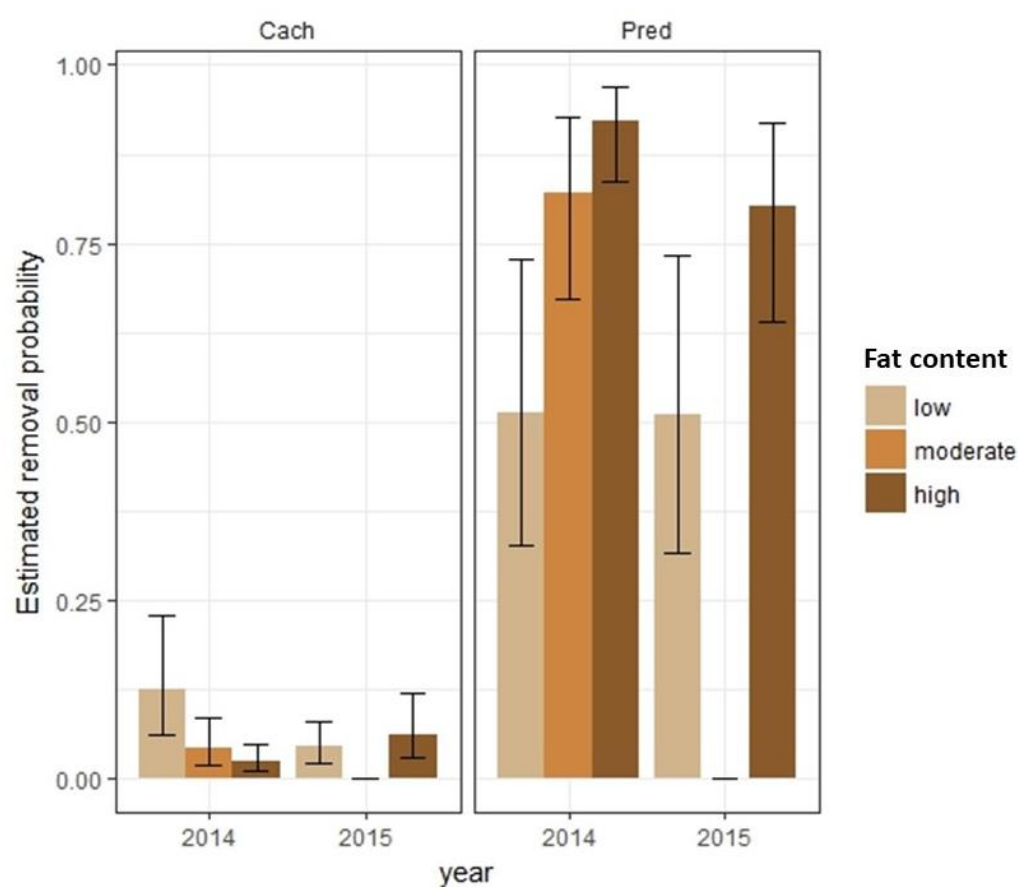 Cach Pred
1.00
0.75
0.50
0.25
0.00
Estimated removal probability
2014 2015 2014 2015
year
Fat content
low
moderate
high